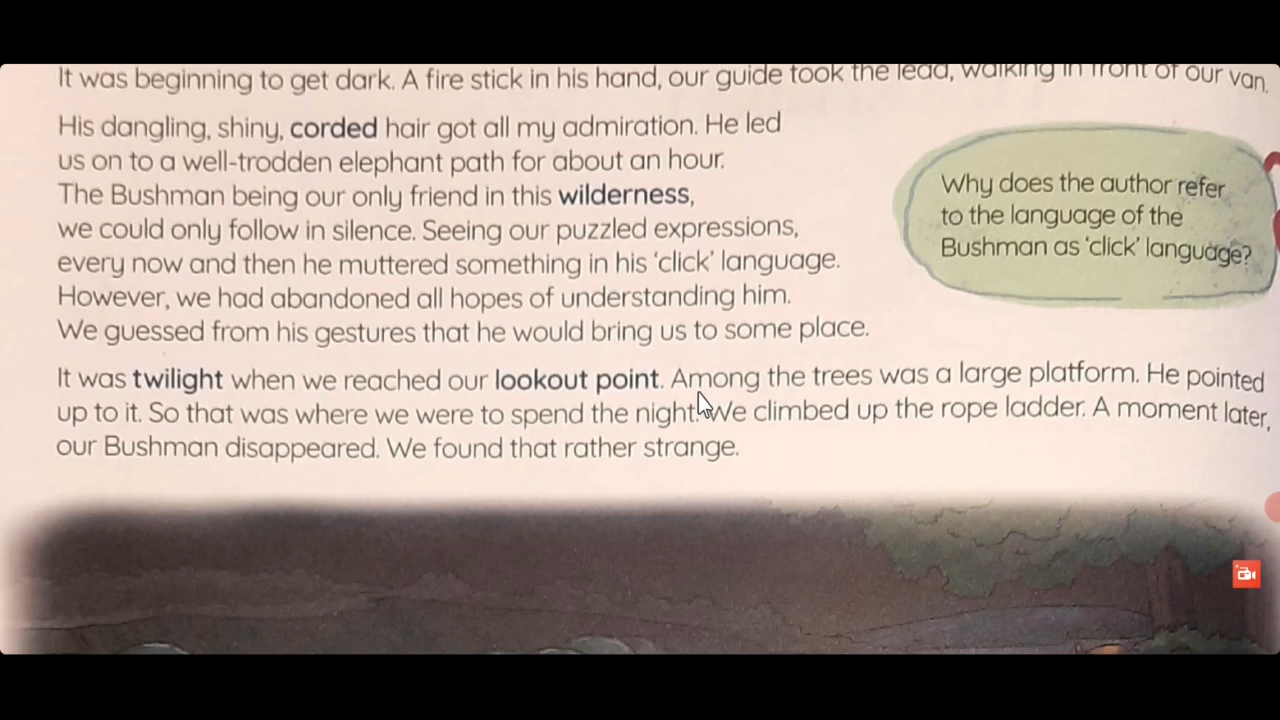 It was beginning to get dark. A fire stick in his hand, our guide took the lead, walking in front of our van.
His dangling, shiny, corded hair got all my admiration. He led
us on to a well-trodden elephant path for about an hour.
The Bushman being our only friend in this wilderness,
we could only follow in silence. Seeing our puzzled expressions,
every now and then he muttered something in his 'click' language.
However, we had abandoned all hopes of understanding him.
We guessed from his gestures that he would bring us to some place.
Why does the author refer
to the language of the
Bushman as 'click' language?
It was twilight when we reached our lookout point. Among the trees was a large platform. He pointed
up to it. So that was where we were to spend the night. We climbed up the rope ladder. A moment later,
our Bushman disappeared. We found that rather strange.